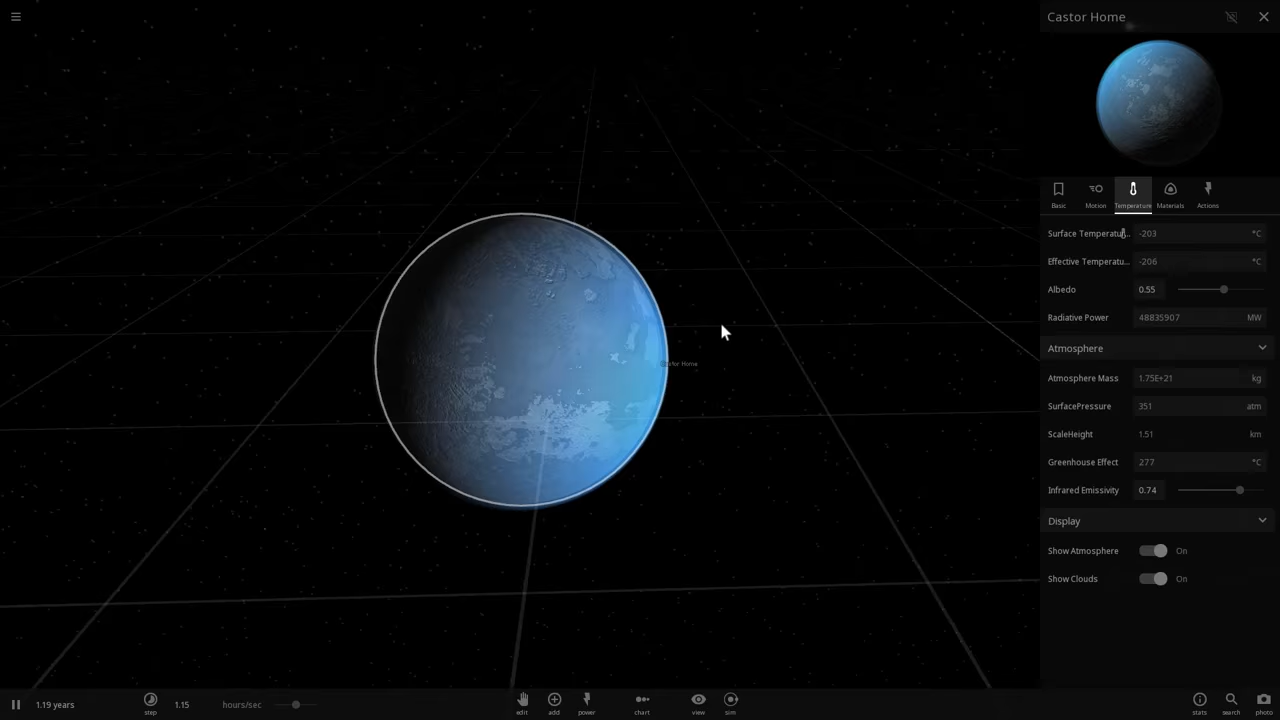 Castor Home
Basic Motion Temperature Materials Actions
Surface Temperatu... -203 °C
Effective Temperatu... -206 °C
Albedo 0.55
Radiative Power 48835907 MW
Atmosphere
Atmosphere Mass 1.75E+21 kg
SurfacePressure 351 atm
ScaleHeight 1.51 km
Greenhouse Effect 277 °C
Infrared Emissivity 0.74
Display
Show Atmosphere On
Show Clouds On
Castor Home
1.19 years step 1.15 hours/sec edit add power chart view sim stats search photo